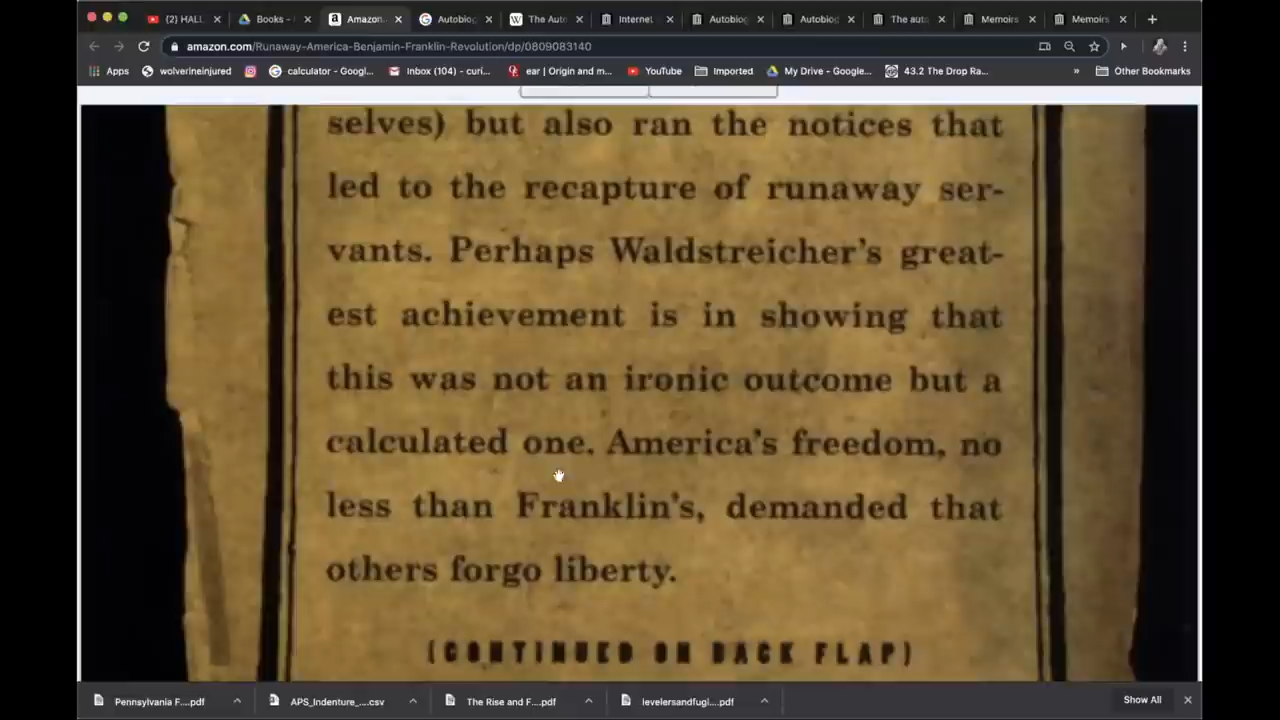 (2) HALL
Books -
Amazon.
Autobiog
The Auto
Internet
Autobiog
Autobiog
The auto
Memoirs
Memoirs
amazon.com/Runaway-America-Benjamin-Franklin-Revolution/dp/0809083140
Apps
wolverineinjured
calculator - Googl...
Inbox (104) - curi...
ear | Origin and m...
YouTube
Imported
My Drive - Google...
43.2 The Drop Ra...
»
Other Bookmarks
selves) but also ran the notices that
led to the recapture of runaway ser-
vants. Perhaps Waldstreicher's great-
est achievement is in showing that
this was not an ironic outcome but a
calculated one. America's freedom, no
less than Franklin's, demanded that
others forgo liberty.
(CONTINUED ON BACK FLAP)
Pennsylvania F....pdf
APS_Indenture_....csv
The Rise and F....pdf
levelersandfugi....pdf
Show All